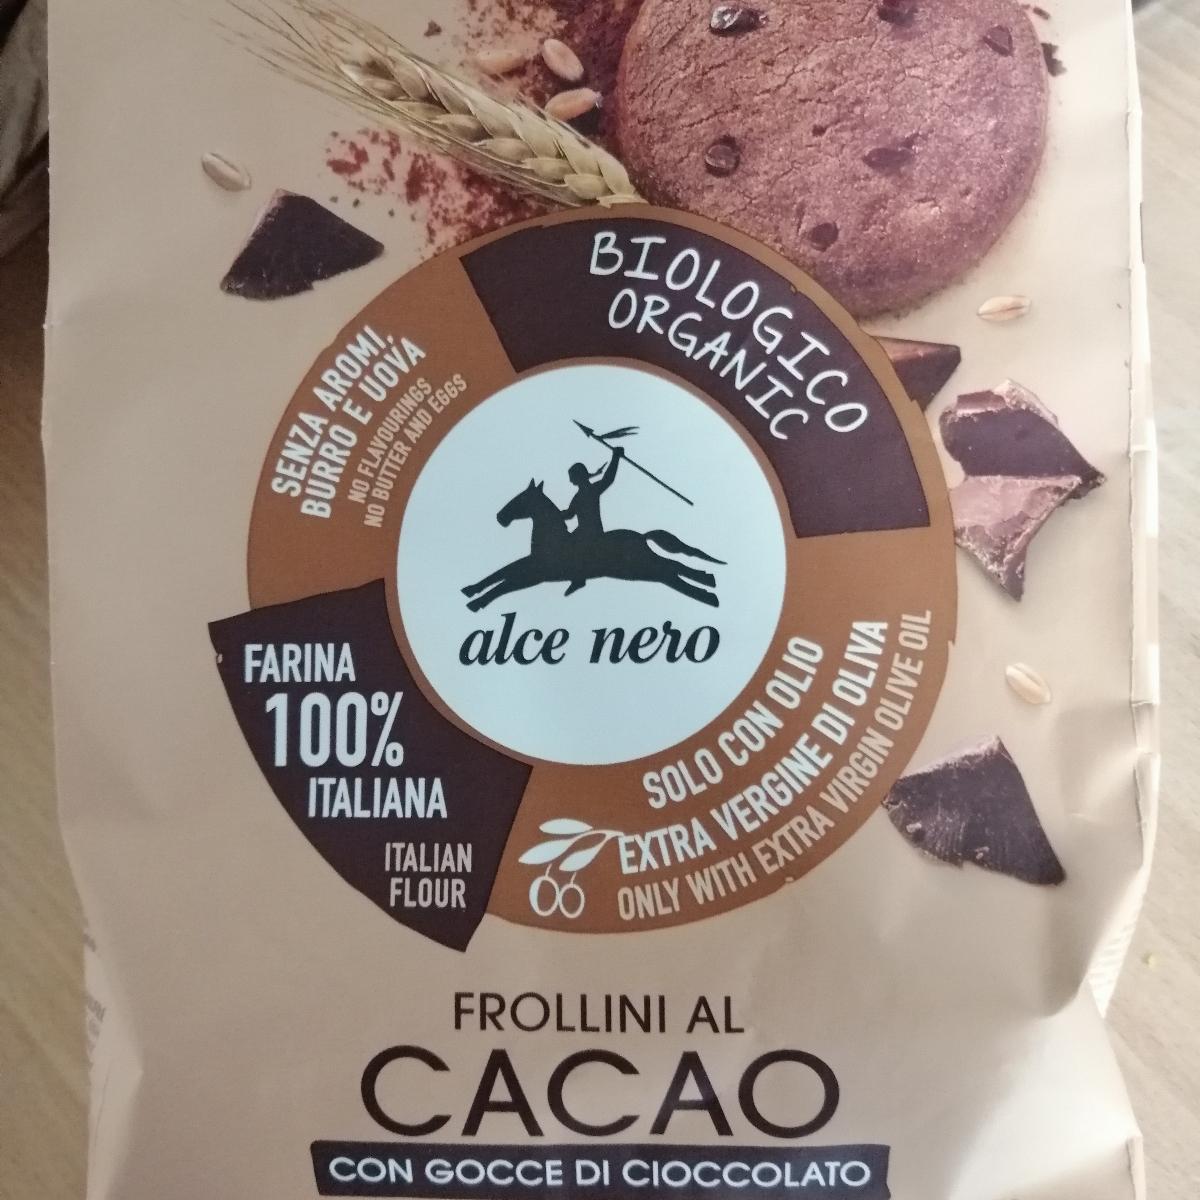 BIOLOGICO
ORGANIC
SENZA AROMI,
BURRO E UOVA
NO FLAVOURINGS
NO BUTTER AND EGGS
alce nero
FARINA
100%
ITALIANA
ITALIAN
FLOUR
SOLO CON OLIO
EXTRA VERGINE DI OLIVA
ONLY WITH EXTRA VIRGIN OLIVE OIL
FROLLINI AL
CACAO
CON GOCCE DI CIOCCOLATO